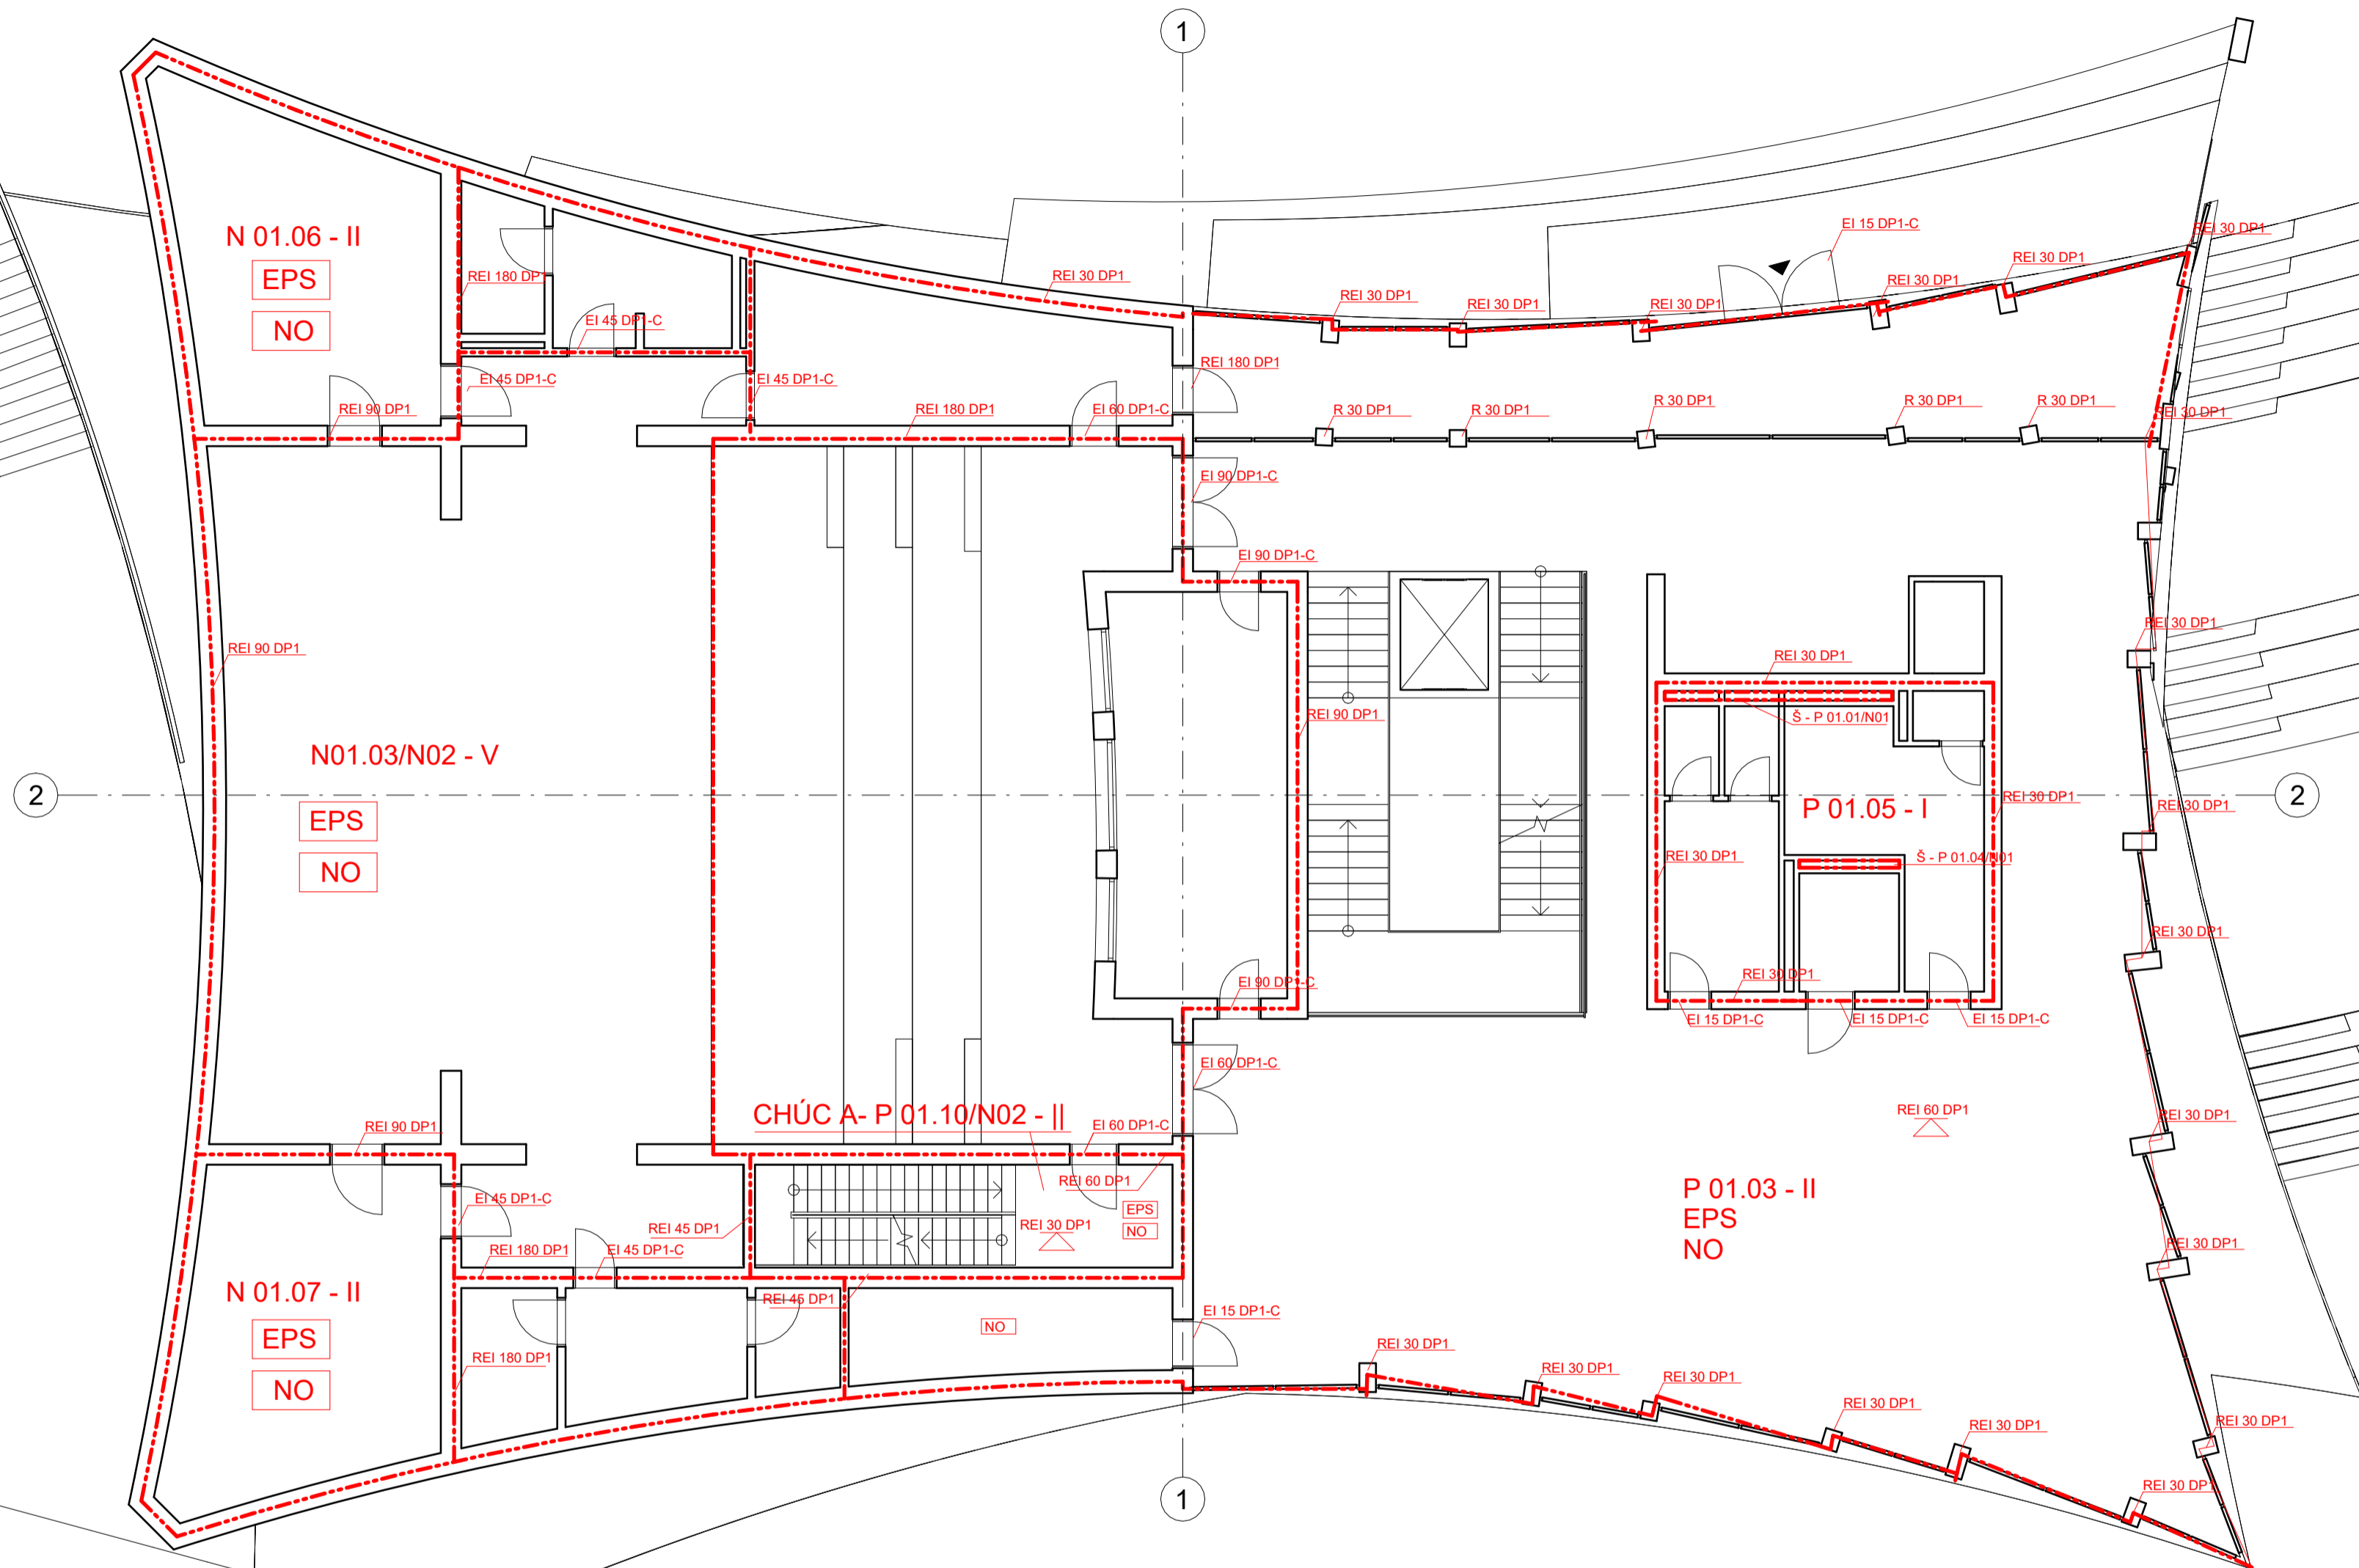 1
EI 15 DP1-C
REI 30 DP1
N 01.06 - II
EPS
NO
REI 180 DP1
REI 30 DP1
REI 30 DP1
REI 30 DP1
REI 30 DP1
REI 30 DP1
REI 30 DP1
EI 45 DP1-C
REI 180 DP1
EI 45 DP1-C
EI 45 DP1-C
REI 90 DP1
REI 180 DP1
EI 60 DP1-C
R 30 DP1
R 30 DP1
R 30 DP1
R 30 DP1
R 30 DP1
REI 30 DP1
EI 90 DP1-C
EI 90 DP1-C
REI 30 DP1
REI 90 DP1
REI 30 DP1
REI 90 DP1
Š - P 01.01/N01
N01.03/N02 - V
2
EPS
NO
P 01.05 - I
REI 30 DP1
REI 30 DP1
2
REI 30 DP1
Š - P 01.04/N01
REI 30 DP1
REI 30 DP1
EI 90 DP1-C
EI 15 DP1-C
EI 15 DP1-C
EI 15 DP1-C
EI 60 DP1-C
CHÚC A- P 01.10/N02 - ||
REI 90 DP1
EI 60 DP1-C
REI 60 DP1
REI 30 DP1
REI 60 DP1
EI 45 DP1-C
REI 45 DP1
REI 30 DP1
EPS
NO
P 01.03 - II
EPS
NO
REI 180 DP1
EI 45 DP1-C
REI 30 DP1
N 01.07 - II
EPS
NO
REI 45 DP1
NO
EI 15 DP1-C
REI 180 DP1
REI 30 DP1
REI 30 DP1
REI 30 DP1
REI 30 DP1
REI 30 DP1
REI 30 DP1
REI 30 DP1
1